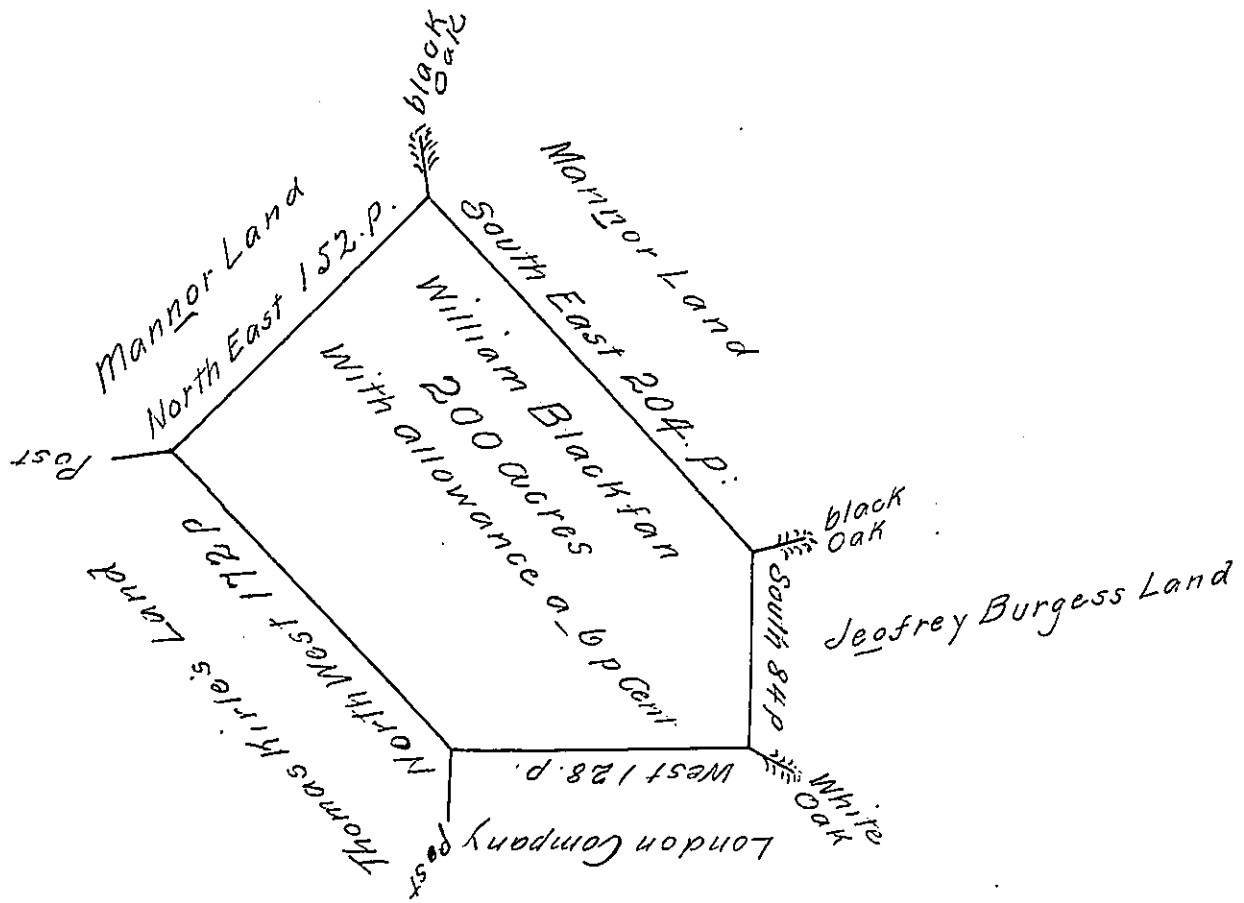 black
Oak
Mannor Land
North East 152.p.
Mannor Land
South East 204.p.
William Blackfan
200 acres
With allowance a_ 6 p Cent
Post
black
Oak
South 84 p
Jeofrey Burgess Land
White
Oak
West 128.p.
London Company
post
North West 172 p
Thomas Kirle's Land